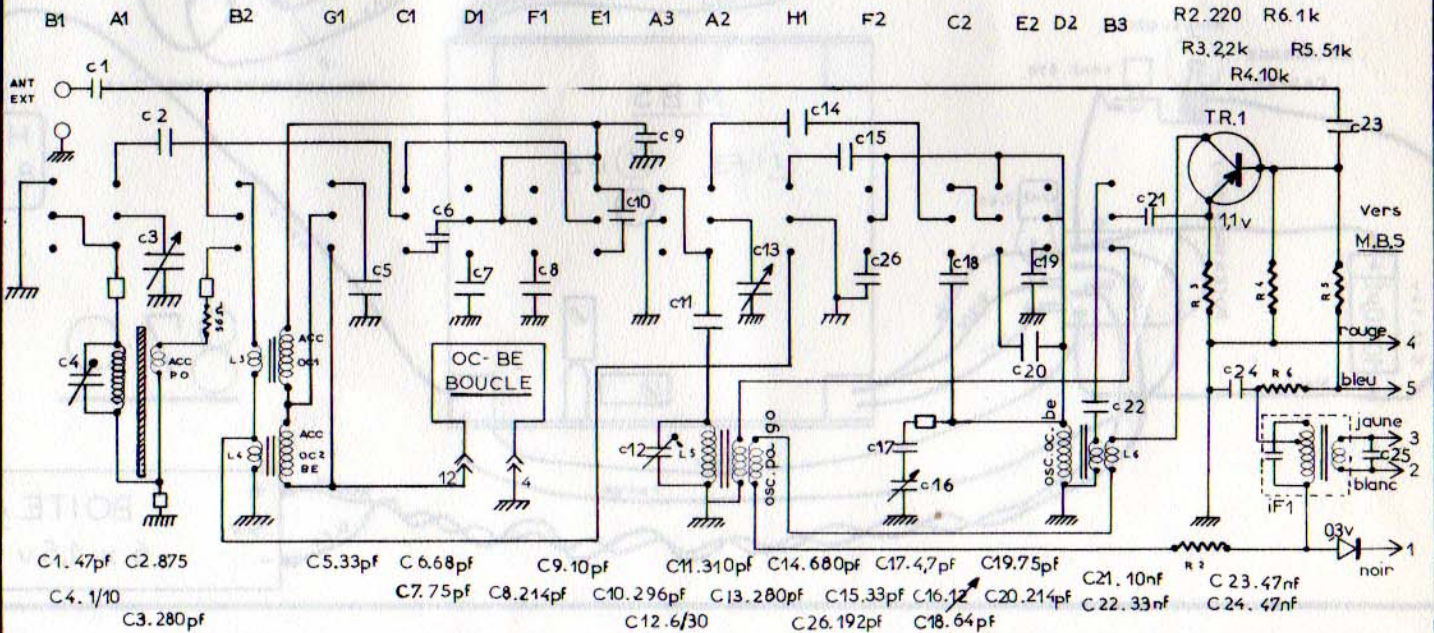 B1 A1 B2 G1 C1 D1 F1 E1 A3 A2 H1 F2 C2 E2 D2 B3 R2.220 R6.1k
R3.2,2k R5.51k
R4.10k
ANT
EXT
c1
c2
c14
c15
c9
TR.1
c23
c3
c6
c10
c13
c21
1,1v
vers
M.B.S
c5
c7
c8
c11
c26
c18
c19
R3
R4
R5
56Ω
c4
ACC
PO
L3
ACC
OC1
OC-BE
BOUCLE
c20
rouge
4
c24
R6
bleu
5
be
c22
L4
ACC
OC2
BE
12
4
c12
L5
osc.po.go
c17
c16
osc.oc
L6
jaune
3
c25
2
blanc
iF1
0,3v
R2
1
noir
C1.47pf C2.875 C5.33pf C6.68pf C9.10pf C11.310pf C14.680pf C17.4,7pf C19.75pf C21.10nf C23.47nf
C4.1/10 C7.75pf C8.214pf C10.296pf C13.280pf C15.33pf C16.12 C20.214pf C22.33nf C24.47nf
C3.280pf C12.6/30 C26.192pf C18.64pf